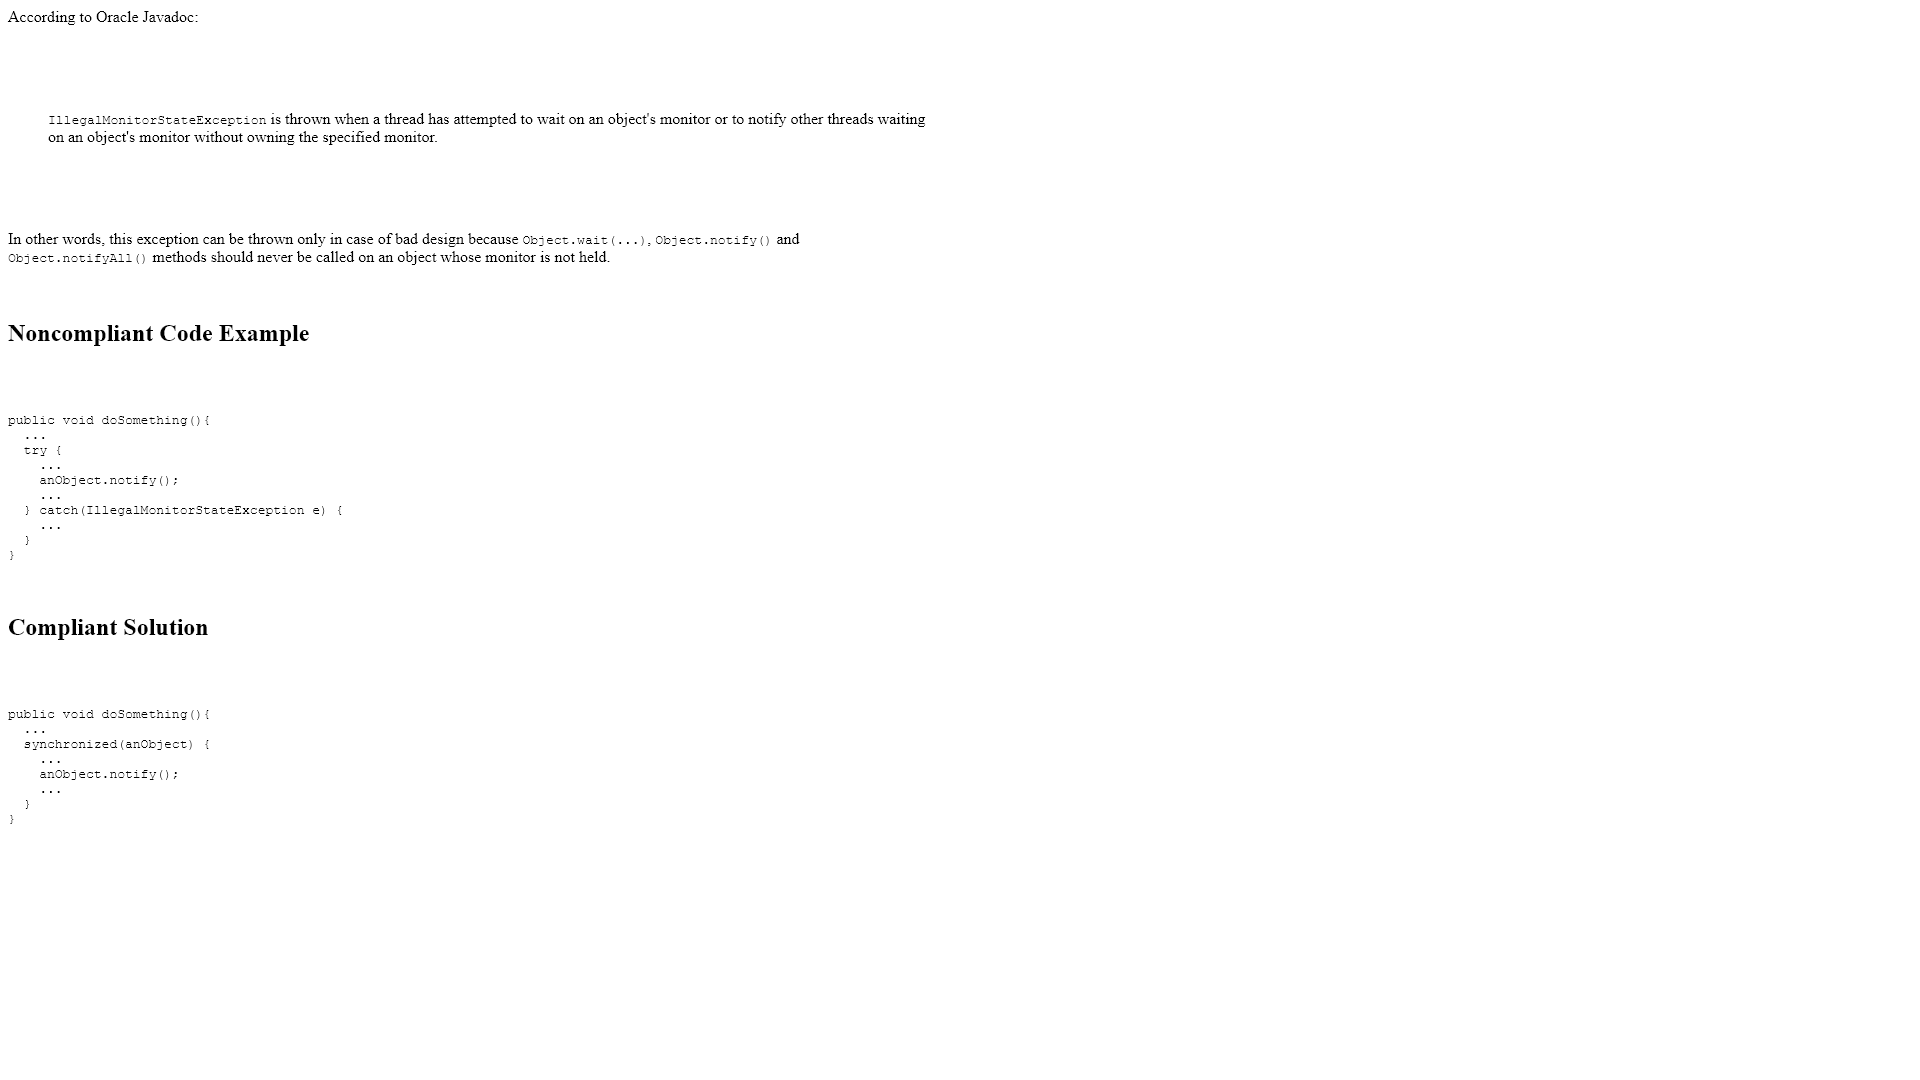 According to Oracle Javadoc:
IllegalMonitorStateException is thrown when a thread has attempted to wait on an object's monitor or to notify other threads waiting
on an object's monitor without owning the specified monitor.
In other words, this exception can be thrown only in case of bad design because Object.wait(...), Object.notify() and
Object.notifyAll() methods should never be called on an object whose monitor is not held.
Noncompliant Code Example
public void doSomething(){
  ...
  try {
    ...
    anObject.notify();
    ...
  } catch(IllegalMonitorStateException e) {
    ...
  }
}
Compliant Solution
public void doSomething(){
  ...
  synchronized(anObject) {
    ...
    anObject.notify();
    ...
  }
}